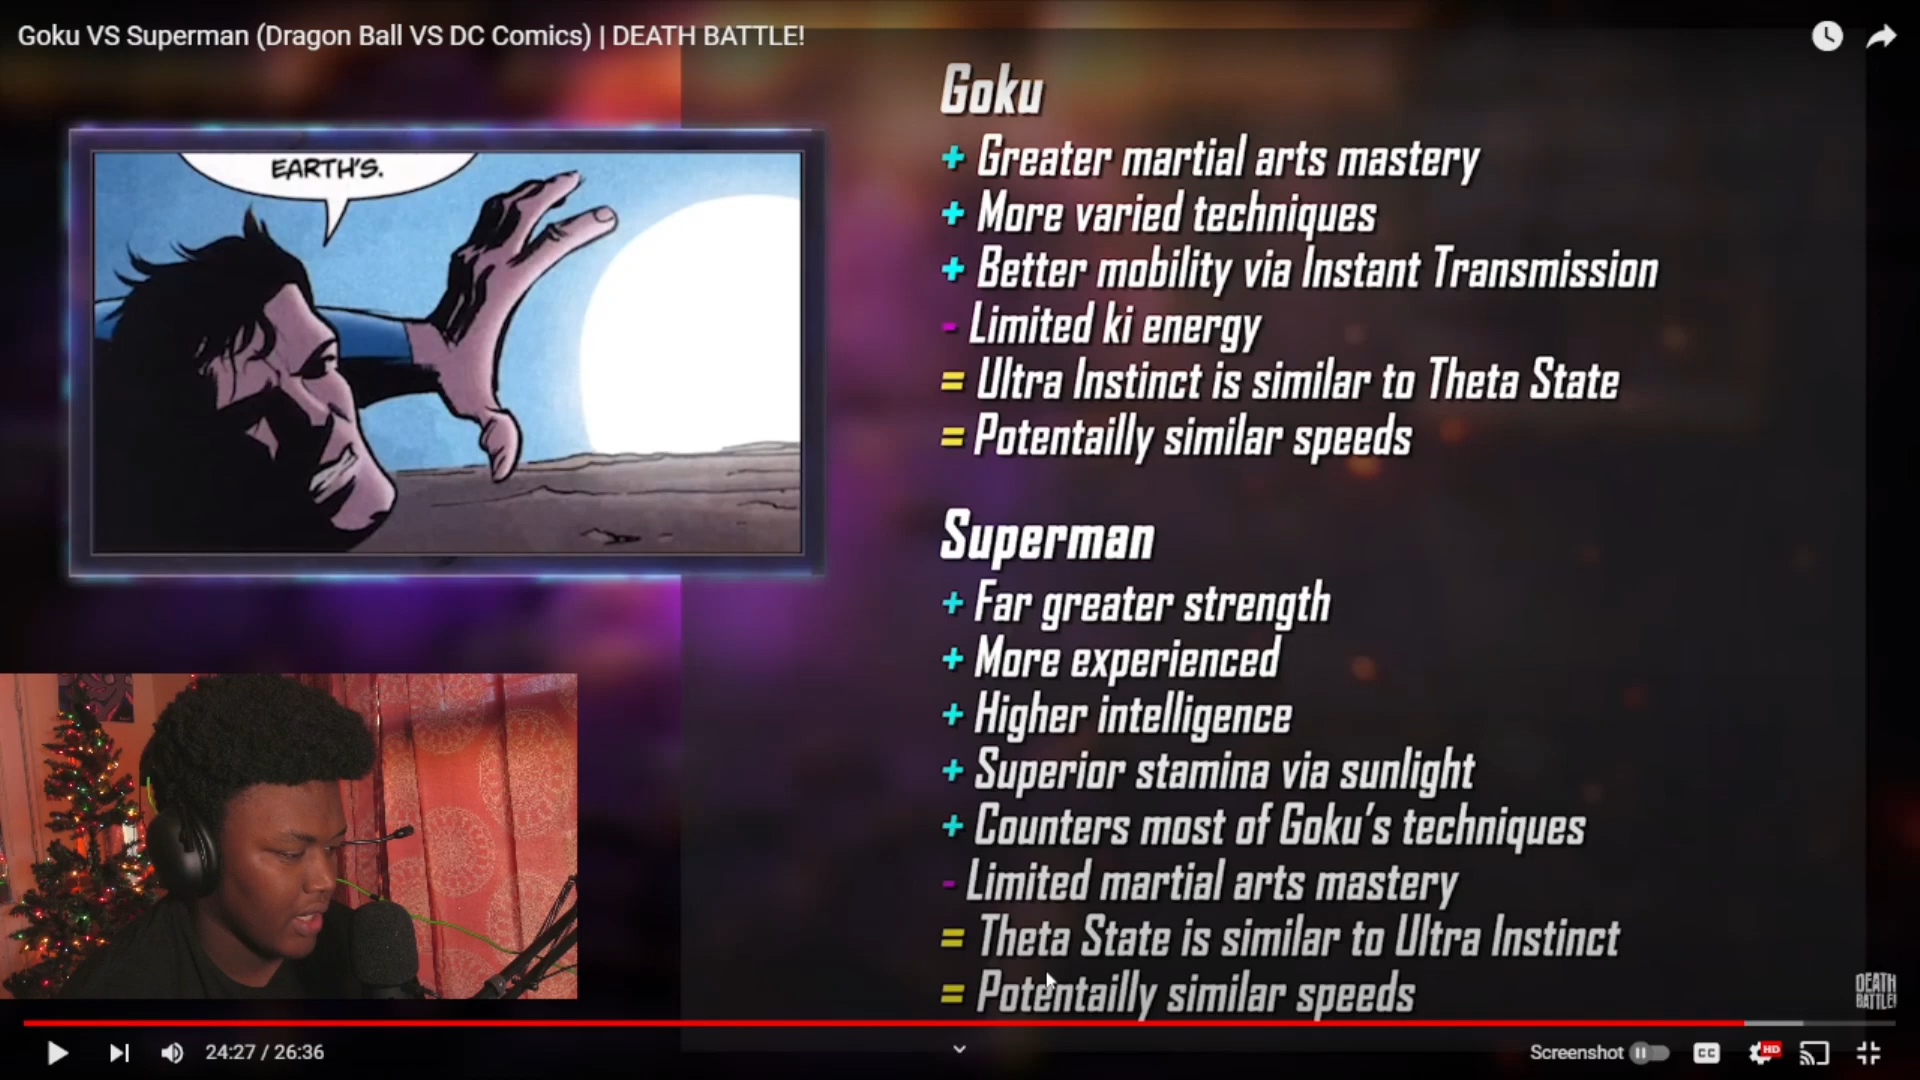 Goku VS Superman (Dragon Ball VS DC Comics) | DEATH BATTLE!
EARTH'S.
Goku
+ Greater martial arts mastery
+ More varied techniques
+ Better mobility via Instant Transmission
- Limited ki energy
= Ultra Instinct is similar to Theta State
= Potentailly similar speeds
Superman
+ Far greater strength
+ More experienced
+ Higher intelligence
+ Superior stamina via sunlight
+ Counters most of Goku's techniques
- Limited martial arts mastery
= Theta State is similar to Ultra Instinct
= Potentailly similar speeds
DEATH
BATTLE!
24:27 / 26:36
Screenshot
CC
HD